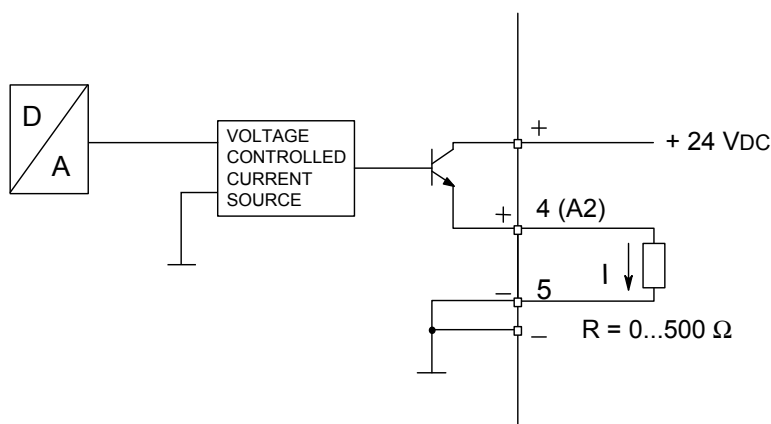 D
A
VOLTAGE
CONTROLLED
CURRENT
SOURCE
+
+ 24 VDC
+
4 (A2)
I
−
5
−
R = 0...500 Ω